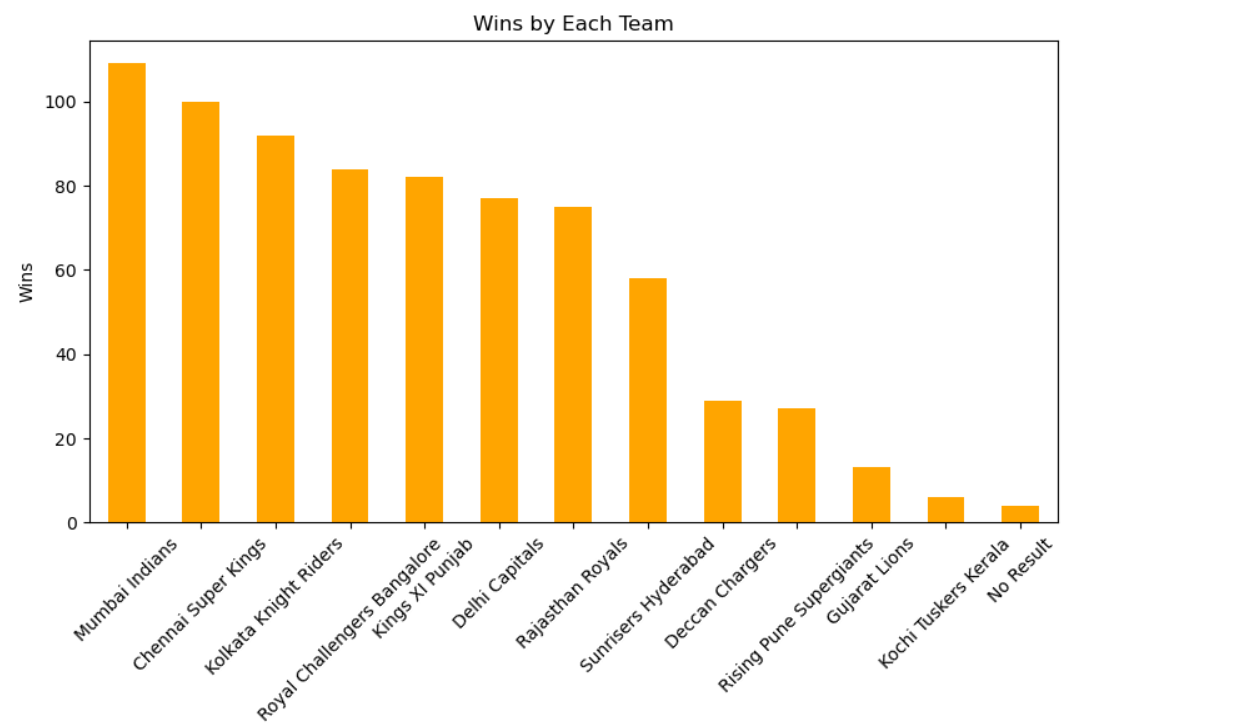 Wins by Each Team
100
80
60
40
20
0
Wins
Mumbai Indians
Chennai Super Kings
Kolkata Knight Riders
Royal Challengers Bangalore
Kings XI Punjab
Delhi Capitals
Rajasthan Royals
Sunrisers Hyderabad
Deccan Chargers
Rising Pune Supergiants
Gujarat Lions
Kochi Tuskers Kerala
No Result